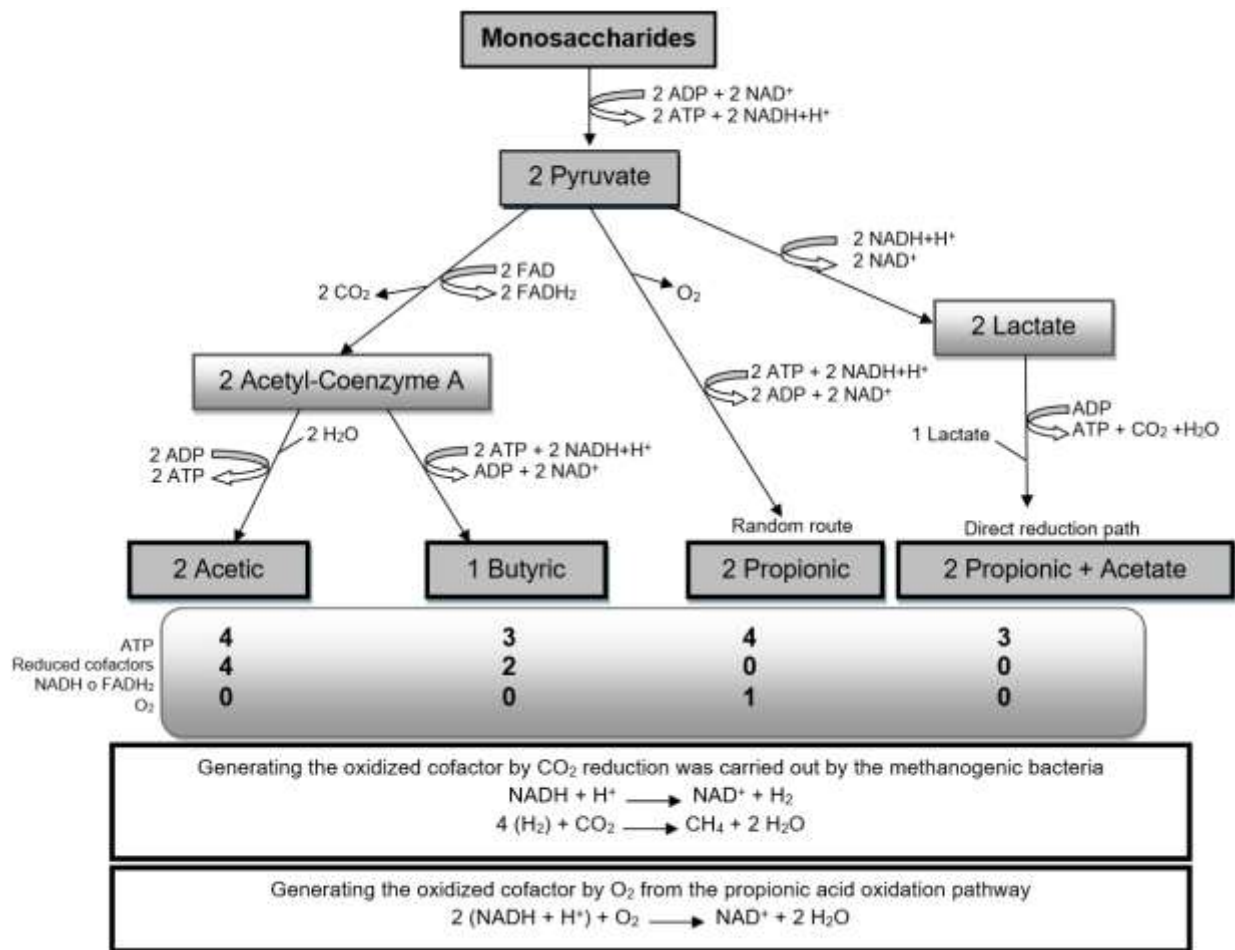 Monosaccharides
2 ADP + 2 NAD⁺
2 ATP + 2 NADH+H⁺
2 Pyruvate
2 NADH+H⁺
2 NAD⁺
2 FAD
2 FADH₂
2 CO₂
O₂
2 Lactate
2 Acetyl-Coenzyme A
2 ATP + 2 NADH+H⁺
2 ADP + 2 NAD⁺
ADP
ATP + CO₂ +H₂O
1 Lactate
2 H₂O
2 ADP
2 ATP
2 ATP + 2 NADH+H⁺
ADP + 2 NAD⁺
Random route
Direct reduction path
2 Acetic
1 Butyric
2 Propionic
2 Propionic + Acetate
ATP 4 3 4 3
Reduced cofactors 4 2 0 0
NADH o FADH₂
O₂ 0 0 1 0
Generating the oxidized cofactor by CO₂ reduction was carried out by the methanogenic bacteria
NADH + H⁺ → NAD⁺ + H₂
4 (H₂) + CO₂ → CH₄ + 2 H₂O
Generating the oxidized cofactor by O₂ from the propionic acid oxidation pathway
2 (NADH + H⁺) + O₂ → NAD⁺ + 2 H₂O